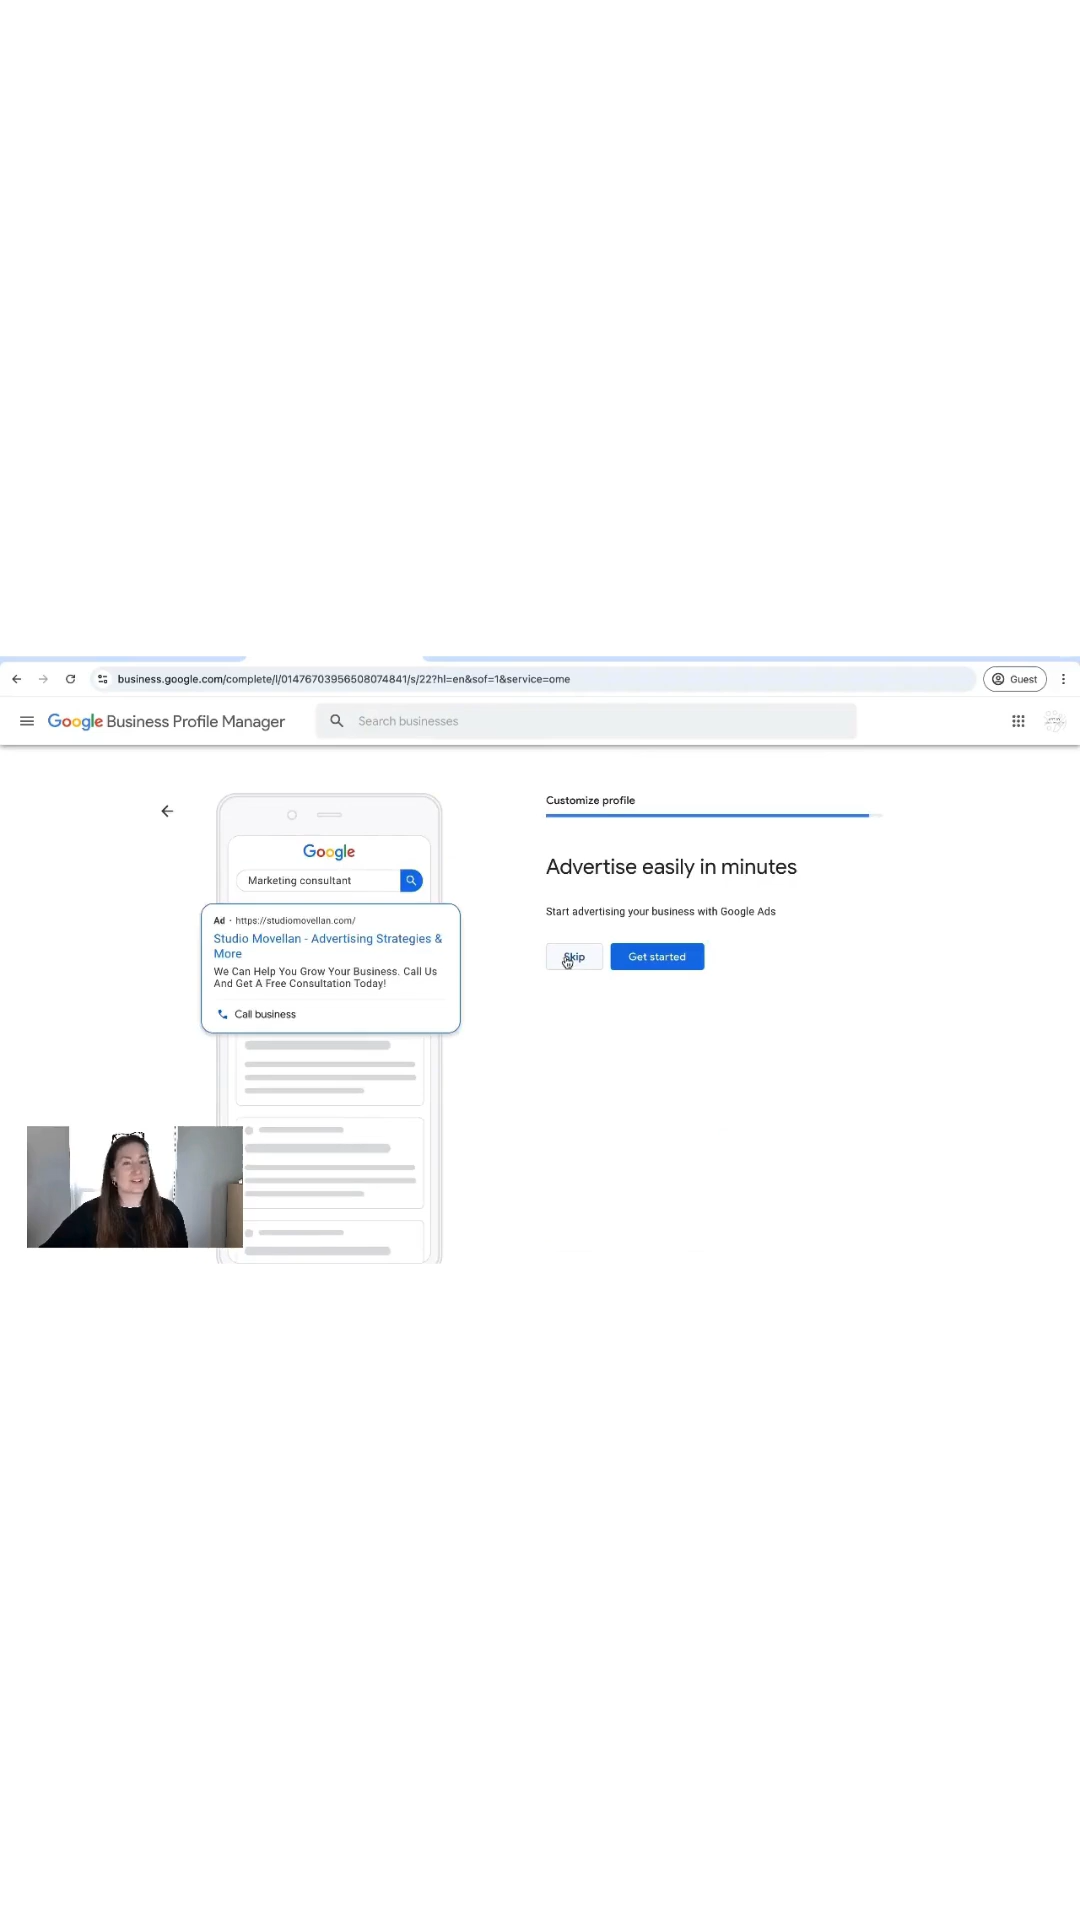 business.google.com/complete/l/01476703956508074841/s/22?hl=en&sof=1&service=ome
Guest
Google Business Profile Manager
Search businesses
Customize profile
Google
Marketing consultant
Advertise easily in minutes
Ad · https://studiomovellan.com/
Studio Movellan - Advertising Strategies &
More
We Can Help You Grow Your Business. Call Us
And Get A Free Consultation Today!
Call business
Start advertising your business with Google Ads
Skip
Get started